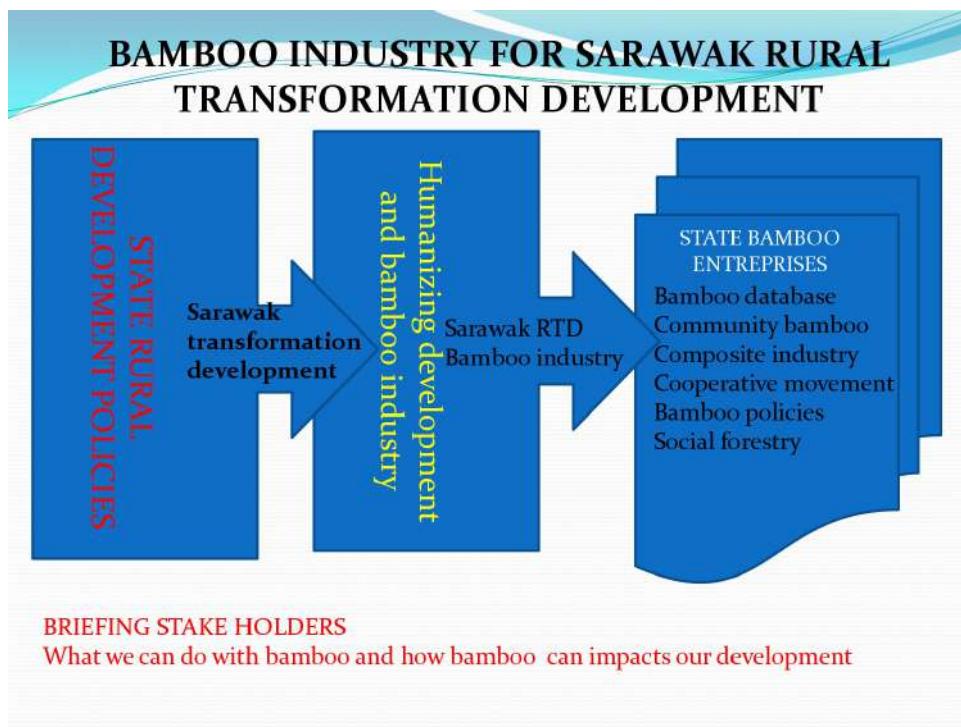 BAMBOO INDUSTRY FOR SARAWAK RURAL
TRANSFORMATION DEVELOPMENT
STATE RURAL
DEVELOPMENT POLICIES
Sarawak
transformation
development
Humanizing development
and bamboo industry
Sarawak RTD
Bamboo industry
STATE BAMBOO
ENTREPRISES
Bamboo database
Community bamboo
Composite industry
Cooperative movement
Bamboo policies
Social forestry
BRIEFING STAKE HOLDERS
What we can do with bamboo and how bamboo can impacts our development